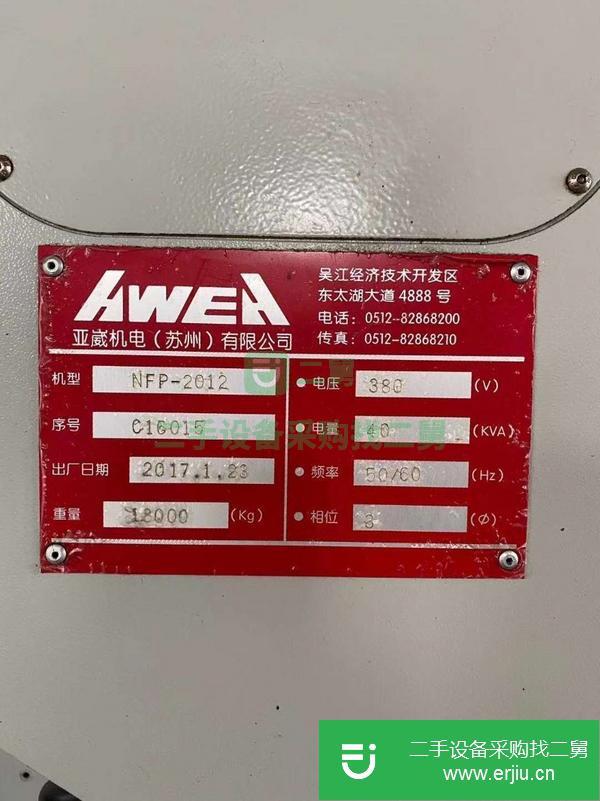 AWEA
亚崴机电（苏州）有限公司
吴江经济技术开发区
东太湖大道 4888 号
电话：0512--82868200
传真：0512-82868210
机型 NFP-2012
序号 C16015
出厂日期 2017.1.23
重量 18000 (Kg)
电压 380 (V)
电量 40 (KVA)
频率 50/60 (Hz)
相位 3 (Ø)
二舅
二手设备采购找二舅
二手设备采购找二舅
www.erjiu.cn